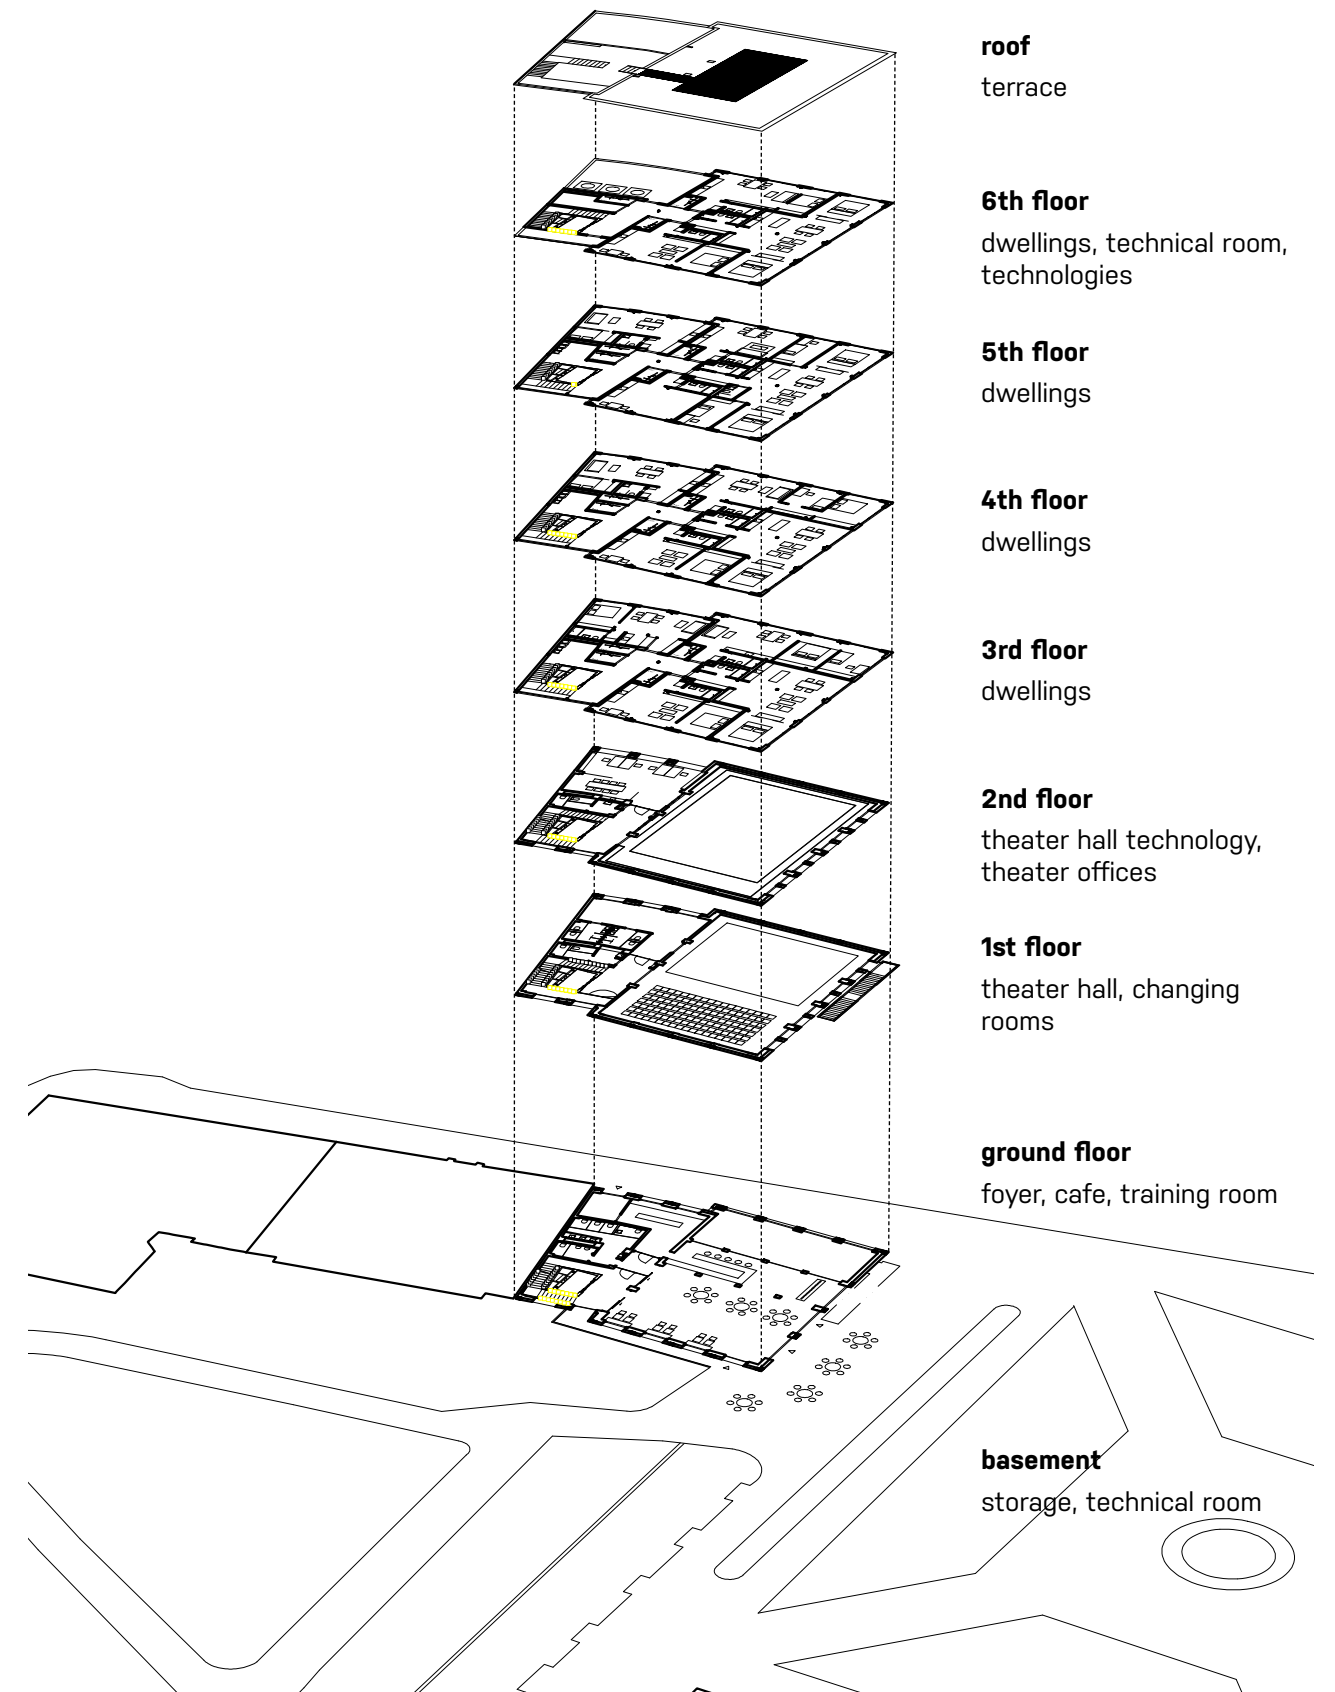 roof
terrace
6th floor
dwellings, technical room,
technologies
5th floor
dwellings
4th floor
dwellings
3rd floor
dwellings
2nd floor
theater hall technology,
theater offices
1st floor
theater hall, changing
rooms
ground floor
foyer, cafe, training room
basement
storage, technical room